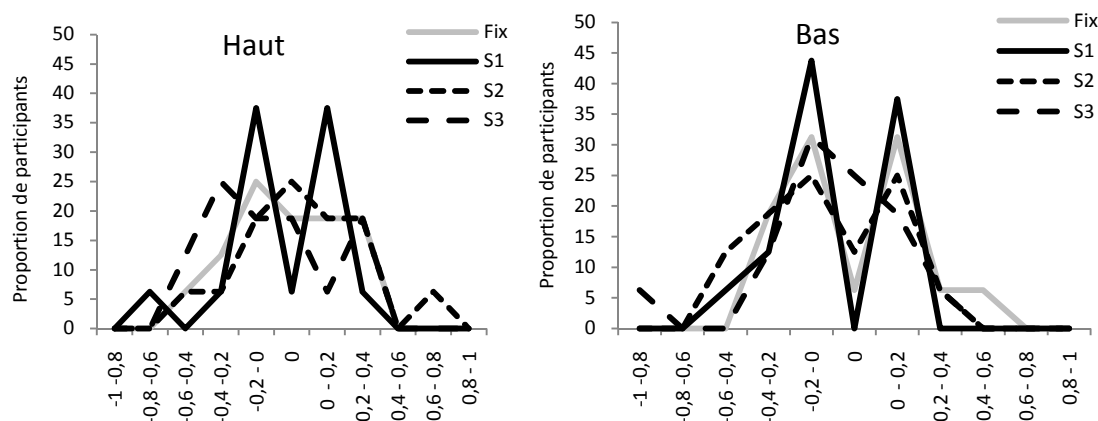 Haut
Proportion de participants
50
45
40
35
30
25
20
15
10
5
0
-1 -0,8
-0,8 -0,6
-0,6 -0,4
-0,4 -0,2
-0,2 - 0
0
0 - 0,2
0,2 - 0,4
0,4 - 0,6
0,6 - 0,8
0,8 - 1
Fix
S1
S2
S3
Bas
Proportion de participants
50
45
40
35
30
25
20
15
10
5
0
-1 -0,8
-0,8 -0,6
-0,6 -0,4
-0,4 -0,2
-0,2 - 0
0
0 - 0,2
0,2 - 0,4
0,4 - 0,6
0,6 - 0,8
0,8 - 1
Fix
S1
S2
S3